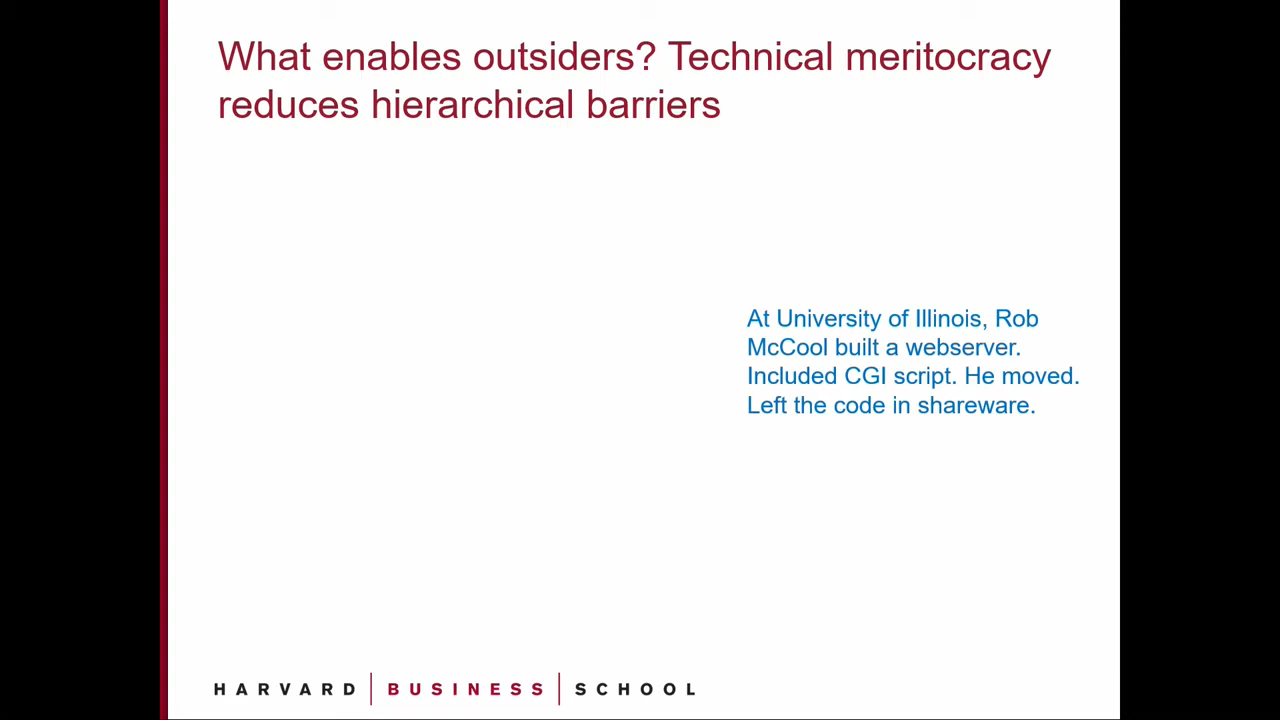 What enables outsiders? Technical meritocracy
reduces hierarchical barriers
At University of Illinois, Rob
McCool built a webserver.
Included CGI script. He moved.
Left the code in shareware.
HARVARD | BUSINESS | SCHOOL